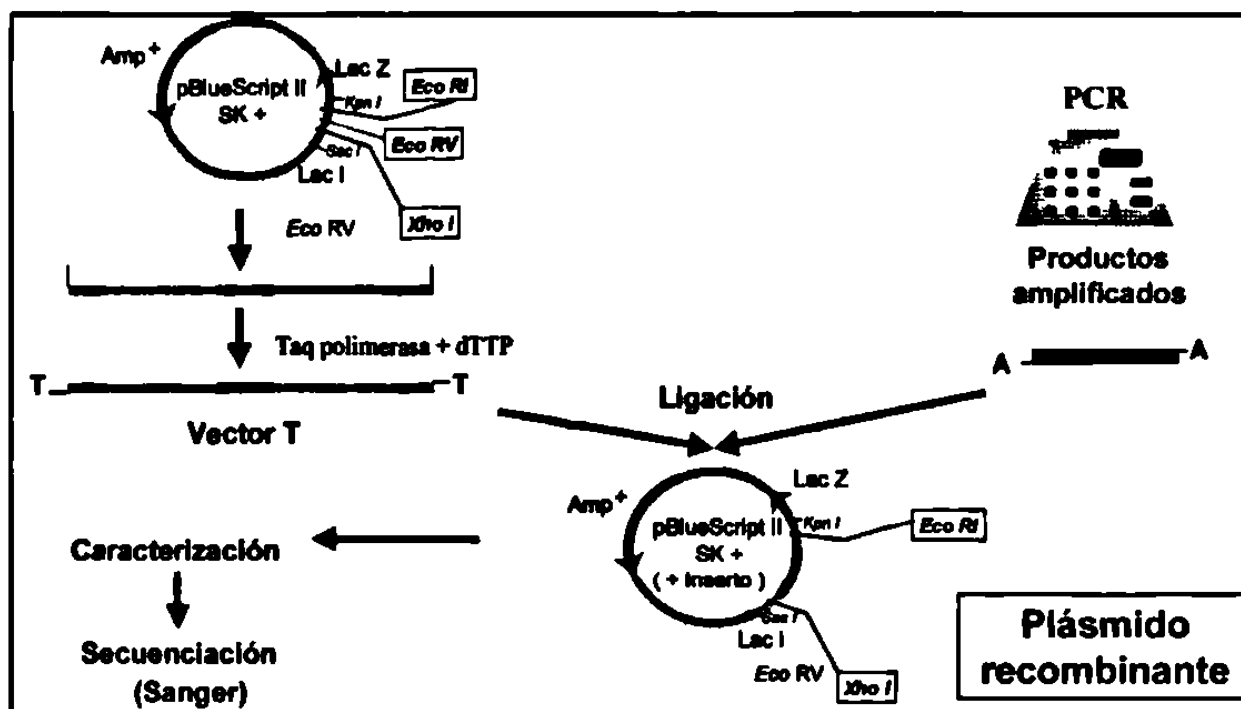 Amp +
pBlueScript II
SK +
Lac Z
Kpn I
Eco RI
Eco RV
Sac I
Lac I
Xho I
Eco RV
Taq polimerasa + dTTP
T
T
Vector T
PCR
Productos
amplificados
A
A
Ligación
Amp +
pBlueScript II
SK +
( + Inserto )
Lac Z
Kpn I
Eco RI
Sac I
Lac I
Eco RV
Xho I
Caracterización
Secuenciación
(Sanger)
Plásmido
recombinante